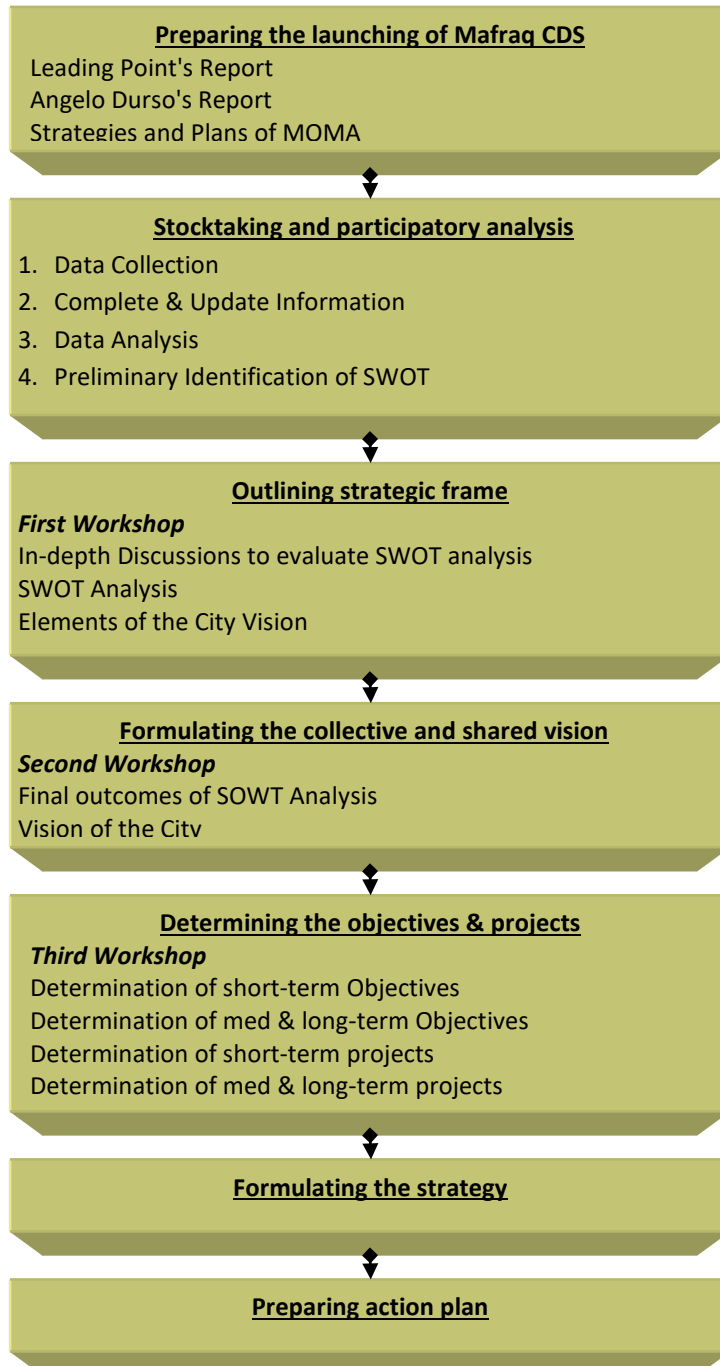 Preparing the launching of Mafraq CDS
Leading Point's Report
Angelo Durso's Report
Strategies and Plans of MOMA
Stocktaking and participatory analysis
1. Data Collection
2. Complete & Update Information
3. Data Analysis
4. Preliminary Identification of SWOT
Outlining strategic frame
First Workshop
In-depth Discussions to evaluate SWOT analysis
SWOT Analysis
Elements of the City Vision
Formulating the collective and shared vision
Second Workshop
Final outcomes of SOWT Analysis
Vision of the City
Determining the objectives & projects
Third Workshop
Determination of short-term Objectives
Determination of med & long-term Objectives
Determination of short-term projects
Determination of med & long-term projects
Formulating the strategy
Preparing action plan